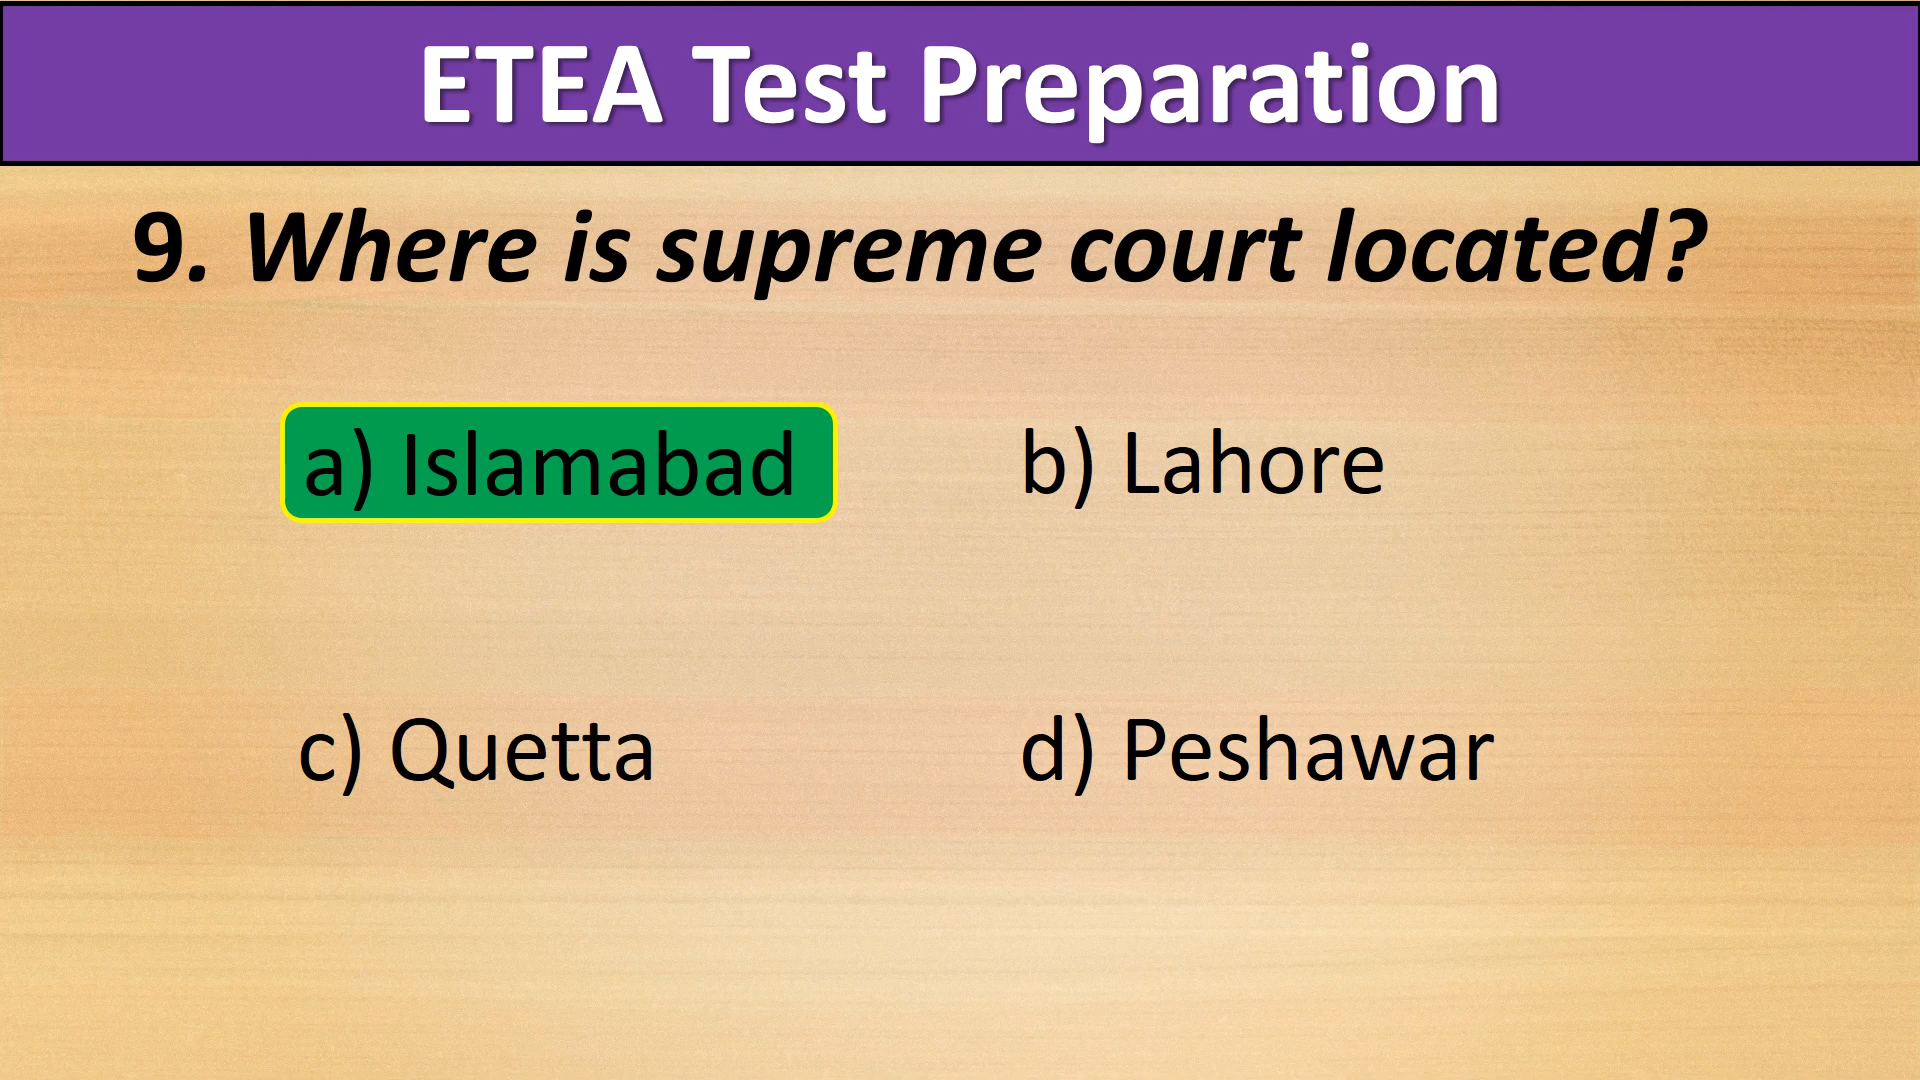 ETEA Test Preparation
9. Where is supreme court located?
a) Islamabad
b) Lahore
c) Quetta
d) Peshawar